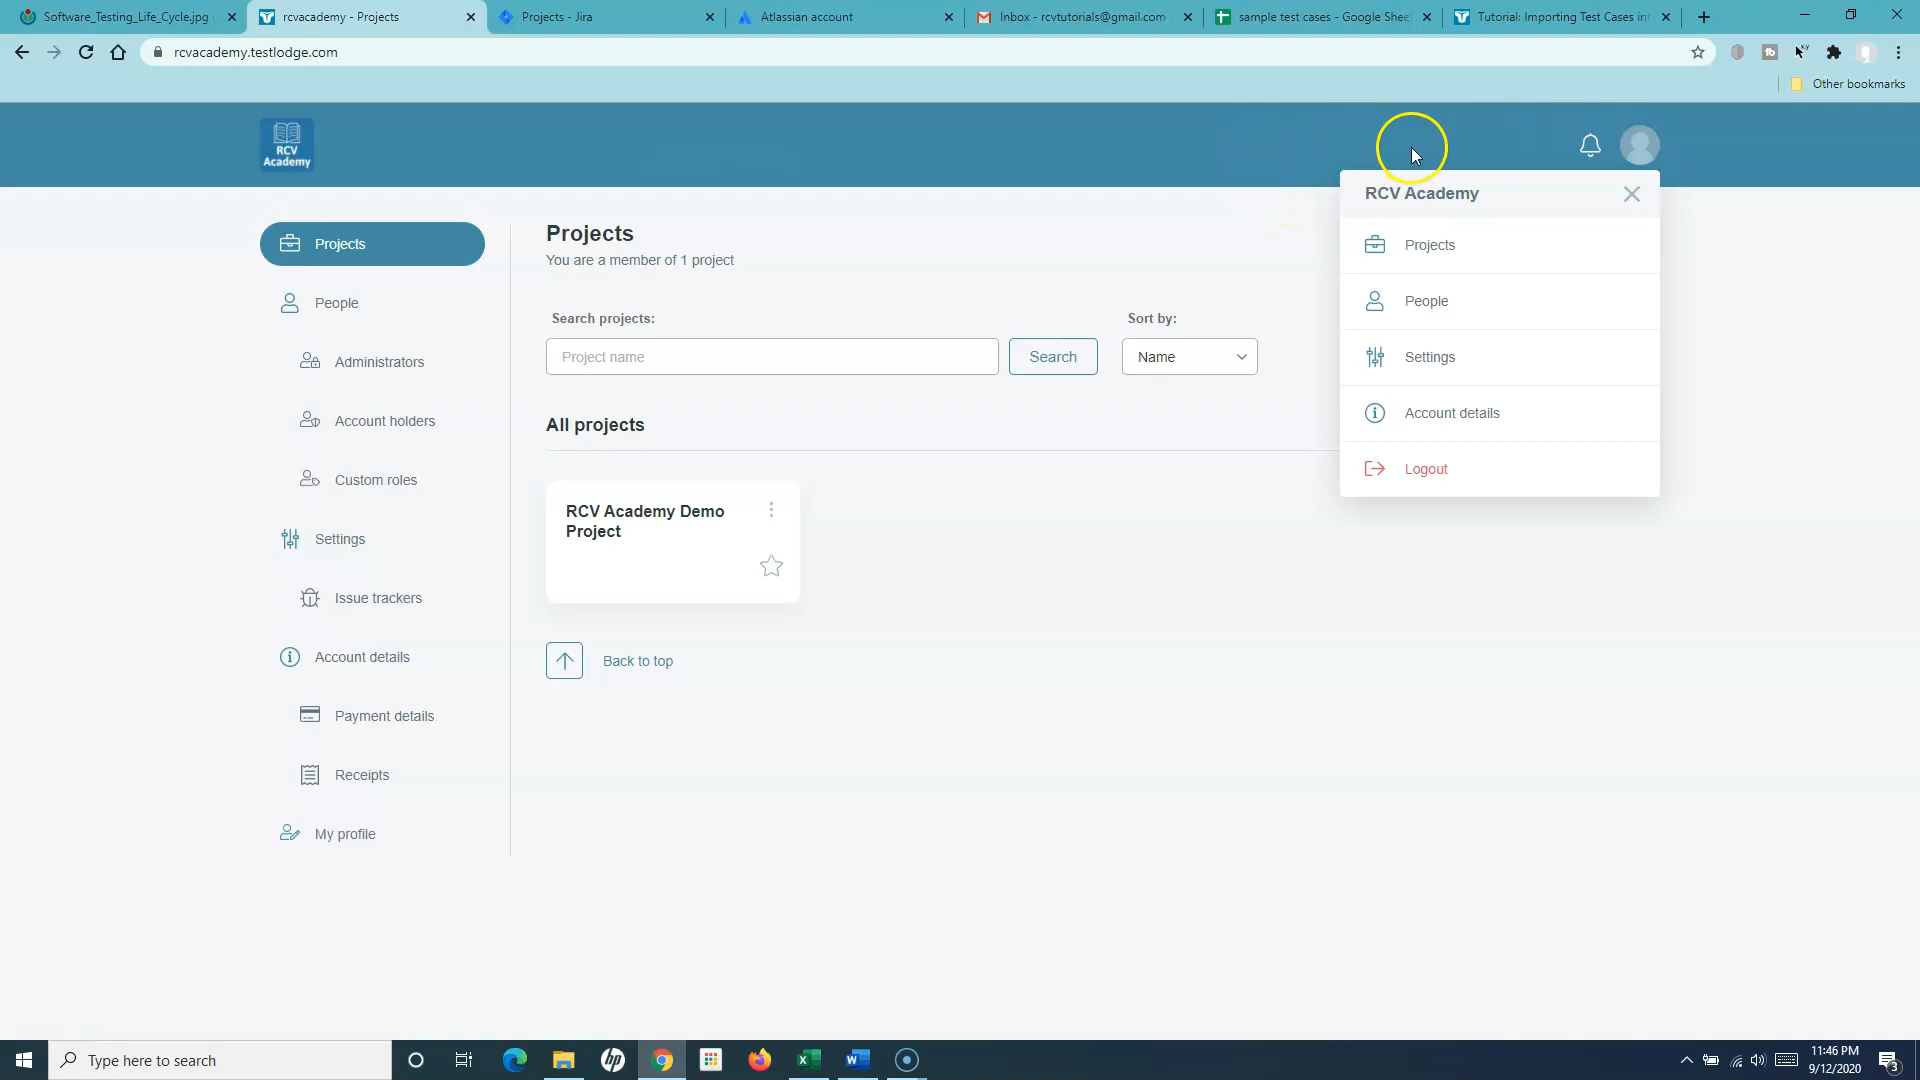 Software_Testing_Life_Cycle.jpg
rcvacademy - Projects
Projects - Jira
Atlassian account
Inbox - rcvtutorials@gmail.com
sample test cases - Google Shee
Tutorial: Importing Test Cases in
rcvacademy.testlodge.com
Other bookmarks
RCV
Academy
RCV Academy
Projects
People
Settings
Account details
Logout
Projects
People
Administrators
Account holders
Custom roles
Settings
Issue trackers
Account details
Payment details
Receipts
My profile
Projects
You are a member of 1 project
Search projects:
Sort by:
Project name
Search
Name
All projects
RCV Academy Demo
Project
Back to top
Type here to search
11:46 PM
9/12/2020
3